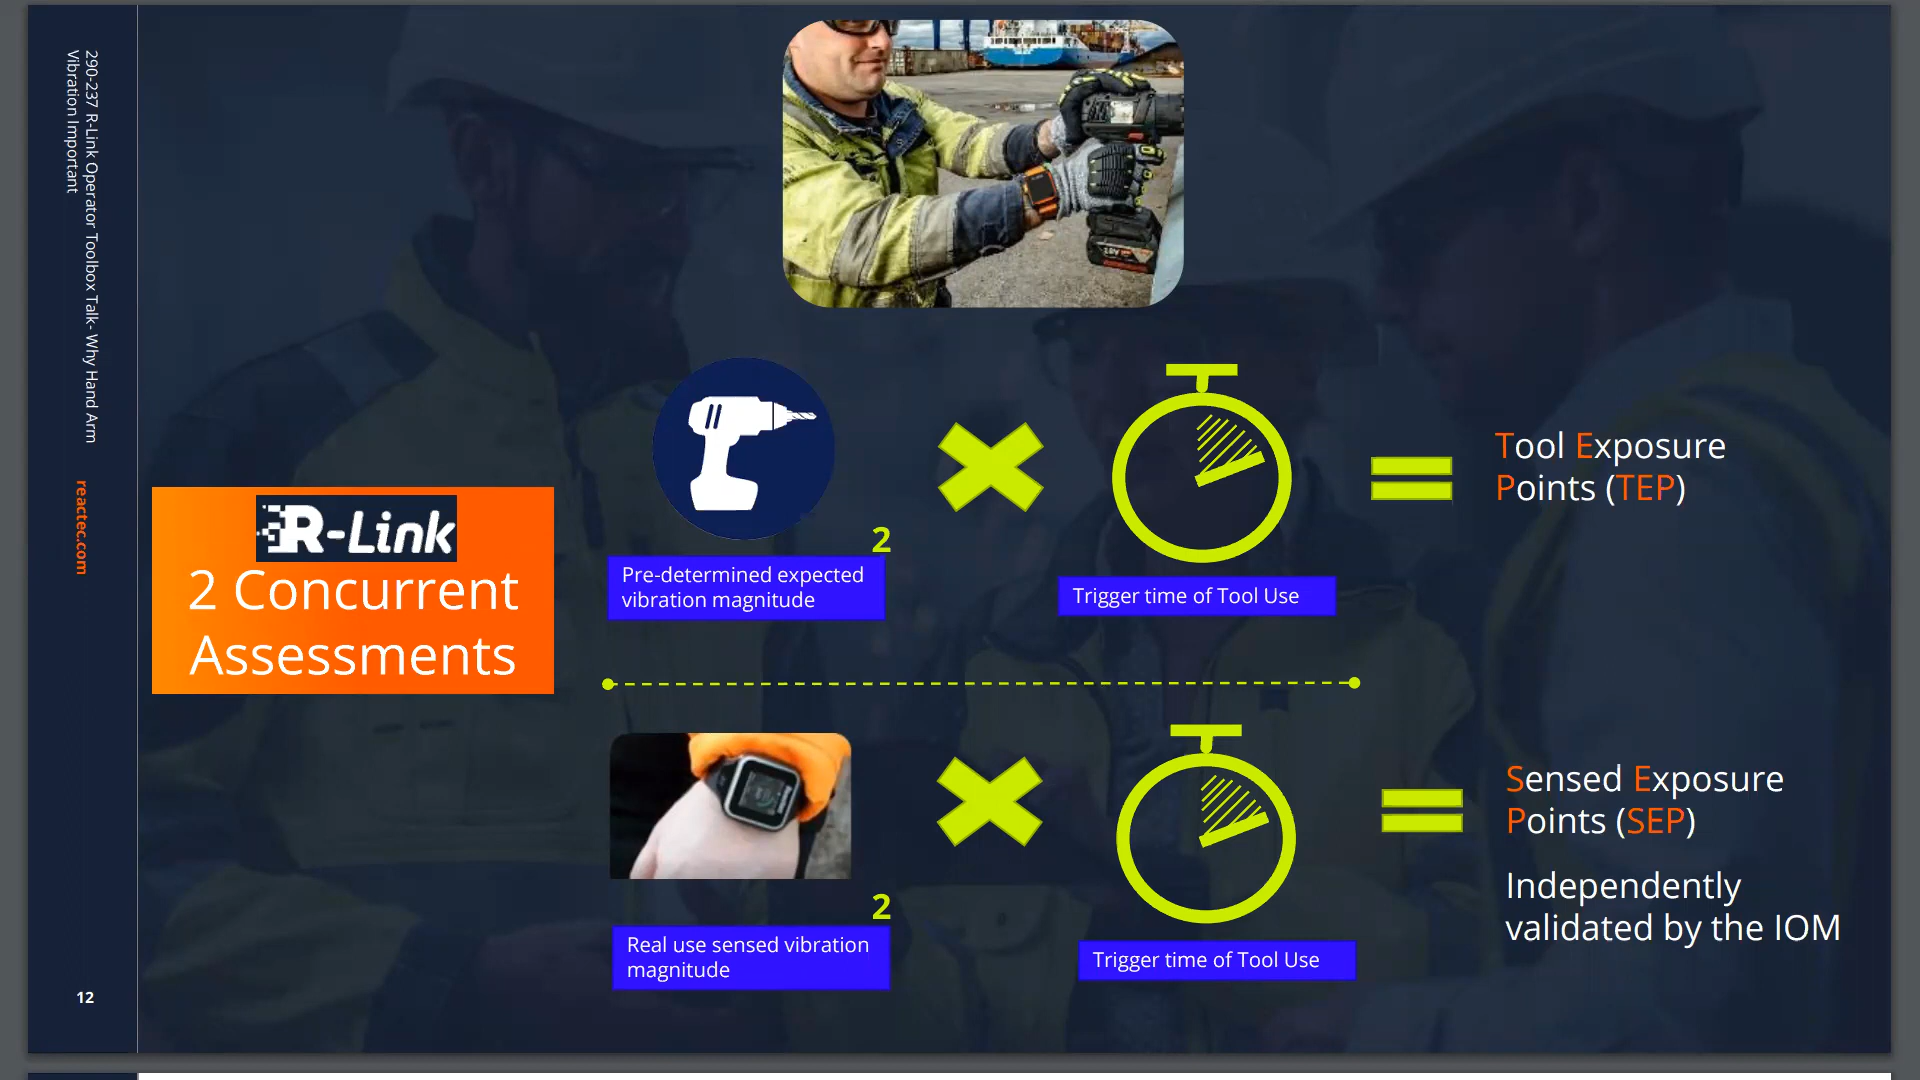 290-237 R-Link Operator Toolbox Talk- Why Hand Arm
Vibration Important
reactec.com
12
R-Link
2 Concurrent
Assessments
2
Pre-determined expected
vibration magnitude
Trigger time of Tool Use
Tool Exposure
Points (TEP)
2
Real use sensed vibration
magnitude
Trigger time of Tool Use
Sensed Exposure
Points (SEP)
Independently
validated by the IOM